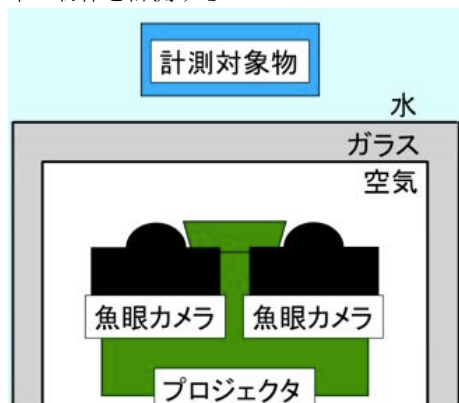 計測対象物
水
ガラス
空気
魚眼カメラ 魚眼カメラ
プロジェクタ